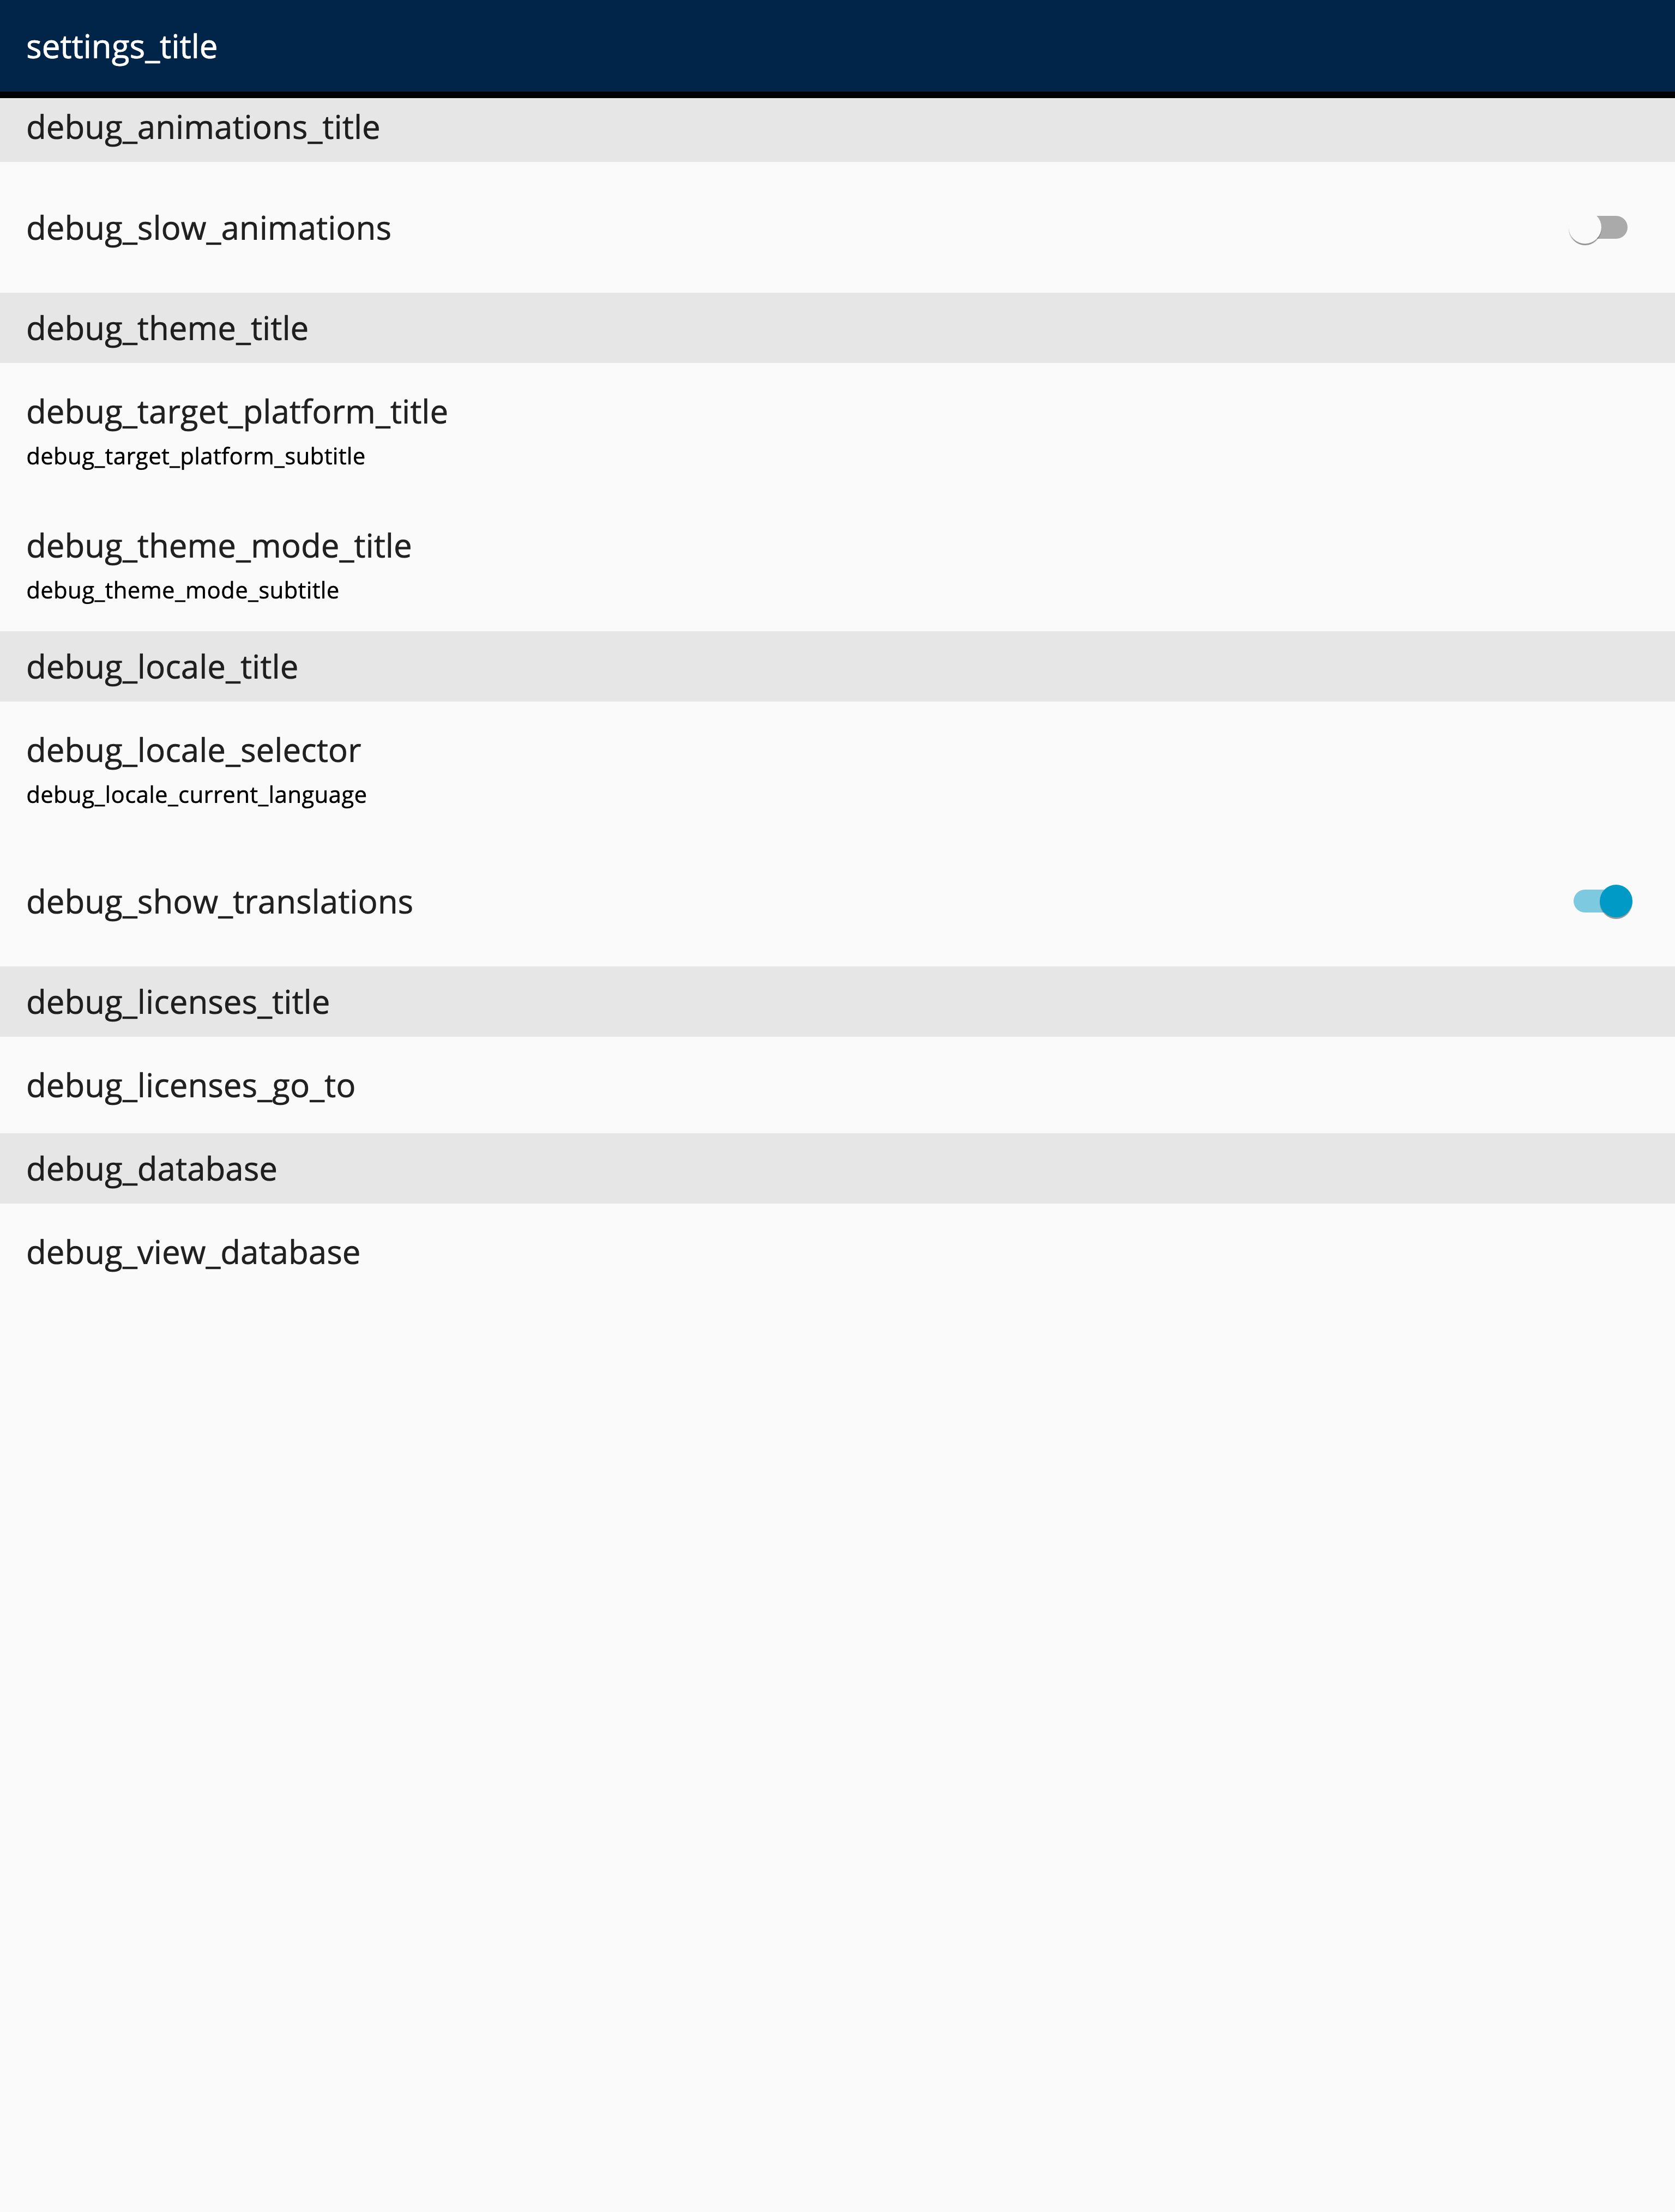 settings_title
debug_animations_title
debug_slow_animations
debug_theme_title
debug_target_platform_title
debug_target_platform_subtitle
debug_theme_mode_title
debug_theme_mode_subtitle
debug_locale_title
debug_locale_selector
debug_locale_current_language
debug_show_translations
debug_licenses_title
debug_licenses_go_to
debug_database
debug_view_database